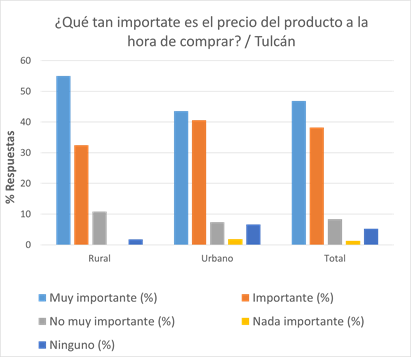 ¿Qué tan importate es el precio del producto a la
hora de comprar? / Tulcán
60
50
40
30
20
10
0
% Respuestas
Rural
Urbano
Total
Muy importante (%)
Importante (%)
No muy importante (%)
Nada importante (%)
Ninguno (%)